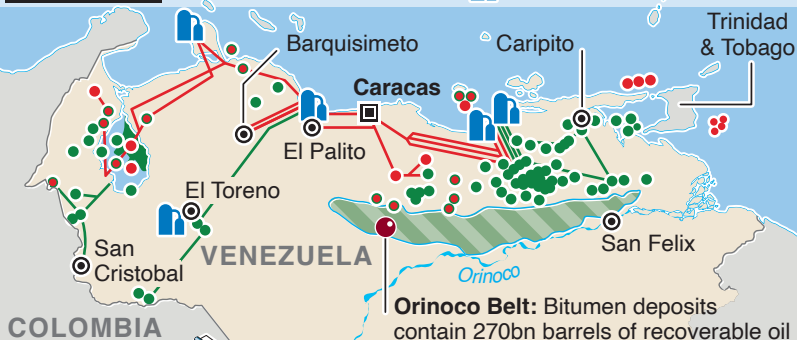 Trinidad
& Tobago
Barquisimeto
Caripito
Caracas
El Palito
El Toreno
San Felix
San
Cristobal
VENEZUELA
Orinoco
Orinoco Belt: Bitumen deposits
contain 270bn barrels of recoverable oil
COLOMBIA